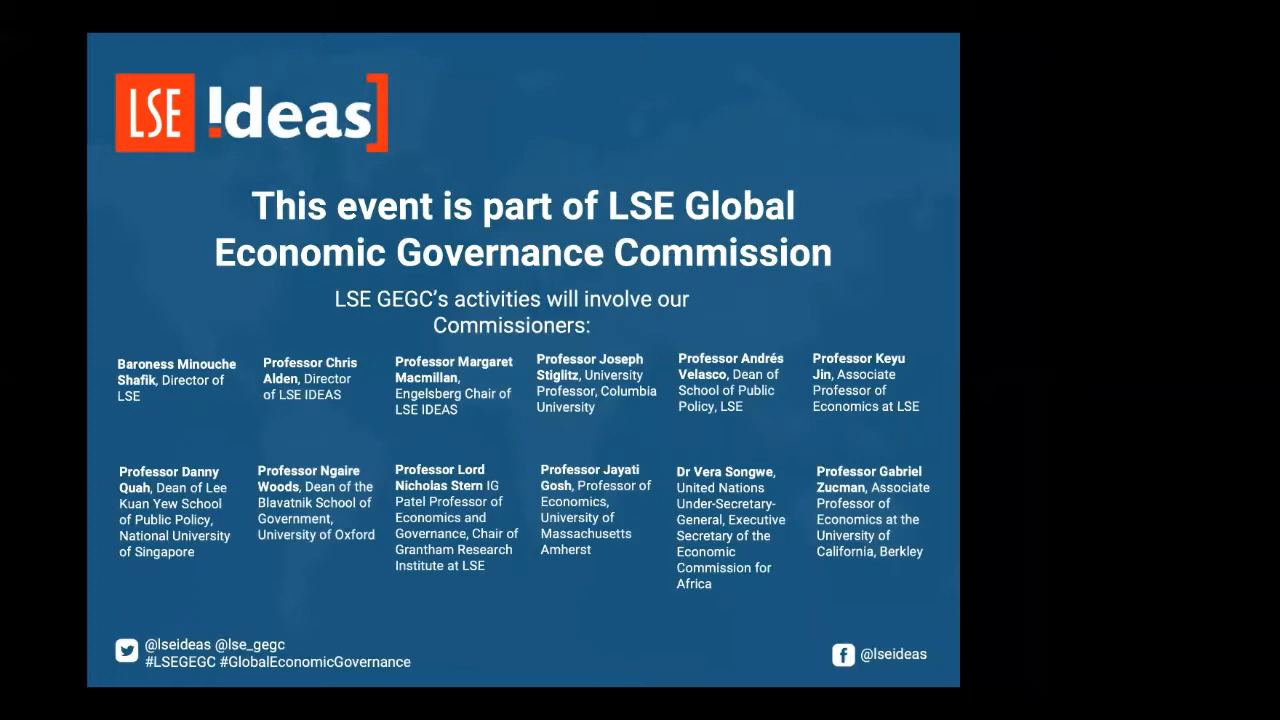 LSE !deas]
This event is part of LSE Global
Economic Governance Commission
LSE GEGC's activities will involve our
Commissioners:
Baroness Minouche
Shafik, Director of
LSE
Professor Chris
Alden, Director
of LSE IDEAS
Professor Margaret
Macmillan,
Engelsberg Chair of
LSE IDEAS
Professor Joseph
Stiglitz, University
Professor, Columbia
University
Professor Andrés
Velasco, Dean of
School of Public
Policy, LSE
Professor Keyu
Jin, Associate
Professor of
Economics at LSE
Professor Danny
Quah, Dean of Lee
Kuan Yew School
of Public Policy,
National University
of Singapore
Professor Ngaire
Woods, Dean of the
Blavatnik School of
Government,
University of Oxford
Professor Lord
Nicholas Stern IG
Patel Professor of
Economics and
Governance, Chair of
Grantham Research
Institute at LSE
Professor Jayati
Gosh, Professor of
Economics,
University of
Massachusetts
Amherst
Dr Vera Songwe,
United Nations
Under-Secretary-
General, Executive
Secretary of the
Economic
Commission for
Africa
Professor Gabriel
Zucman, Associate
Professor of
Economics at the
University of
California, Berkley
@lseideas @lse_gegc
#LSEGEGC #GlobalEconomicGovernance
@lseideas